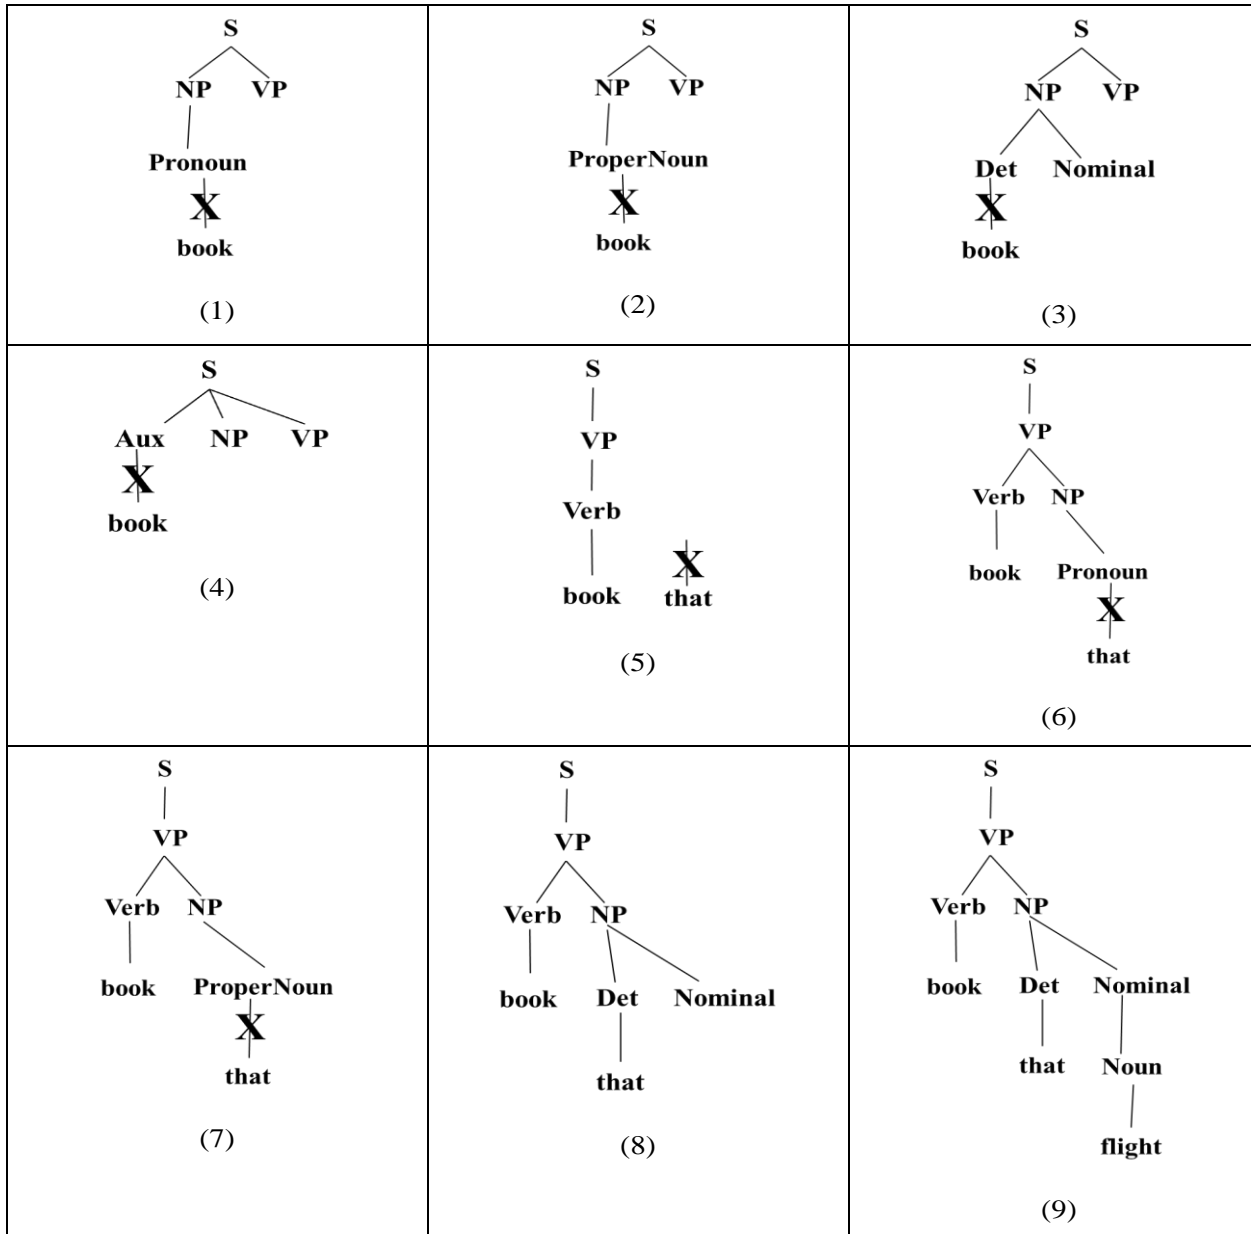 S
NP VP
Pronoun
X
book
(1)
S
NP VP
ProperNoun
X
book
(2)
S
NP VP
Det Nominal
X
book
(3)
S
Aux NP VP
X
book
(4)
S
VP
Verb
X
book that
(5)
S
VP
Verb NP
book Pronoun
X
that
(6)
S
VP
Verb NP
book ProperNoun
X
that
(7)
S
VP
Verb NP
book Det Nominal
that
(8)
S
VP
Verb NP
book Det Nominal
that Noun
flight
(9)